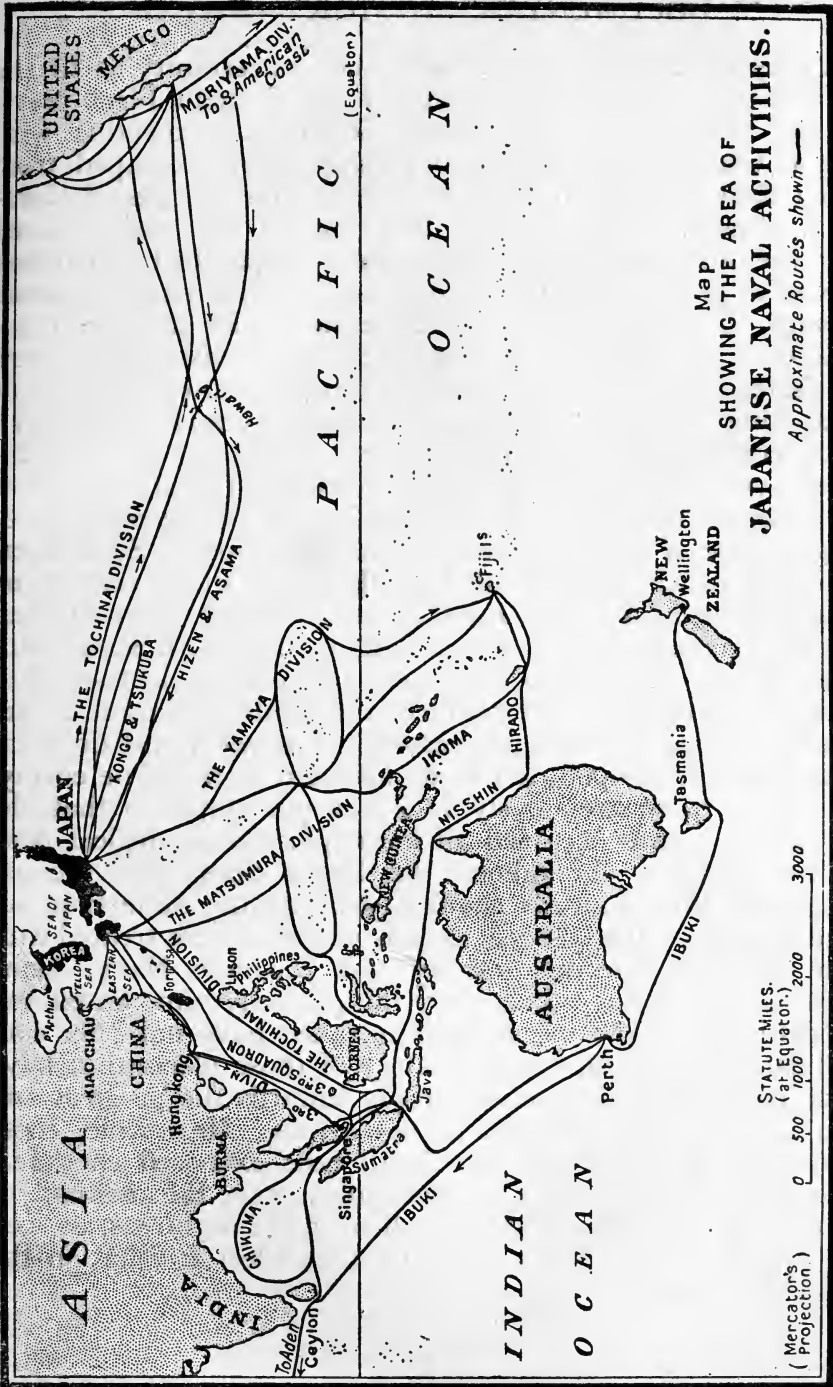 Map
SHOWING THE AREA OF
JAPANESE NAVAL ACTIVITIES.
Approximate Routes shown
ASIA
UNITED
STATES
MEXICO
MORIYAMA DIV.
To S. American
Coast
(Equator)
PACIFIC
OCEAN
Hawaii
THE TOCHINAI DIVISION
KONGO & TSUKUBA
HIZEN & ASAMA
JAPAN
SEA OF
JAPAN
KOREA
Pt Arthur
YELLOW
SEA
KIAO CHAU
EASTERN
SEA
CHINA
Formosa
Hong kong
THE YAMAYA
DIVISION
THE MATSUMURA DIVISION
Luson
Philippines
DIVISION
THE TOCHINAI
& 3RD SQUADRON
3RD
DIVN
BURMA
INDIA
CHIKUMA
To Aden
Ceylon
Singapore
Sumatra
BORNEO
Java
NEW GUINEA
IKOMA
NISSHIN
HIRADO
Fiji Is
AUSTRALIA
Perth
IBUKI
IBUKI
Tasmania
NEW
Wellington
ZEALAND
INDIAN
OCEAN
STATUTE MILES.
(at Equator.)
0 500 1000 2000 3000
(Mercator's
Projection.)